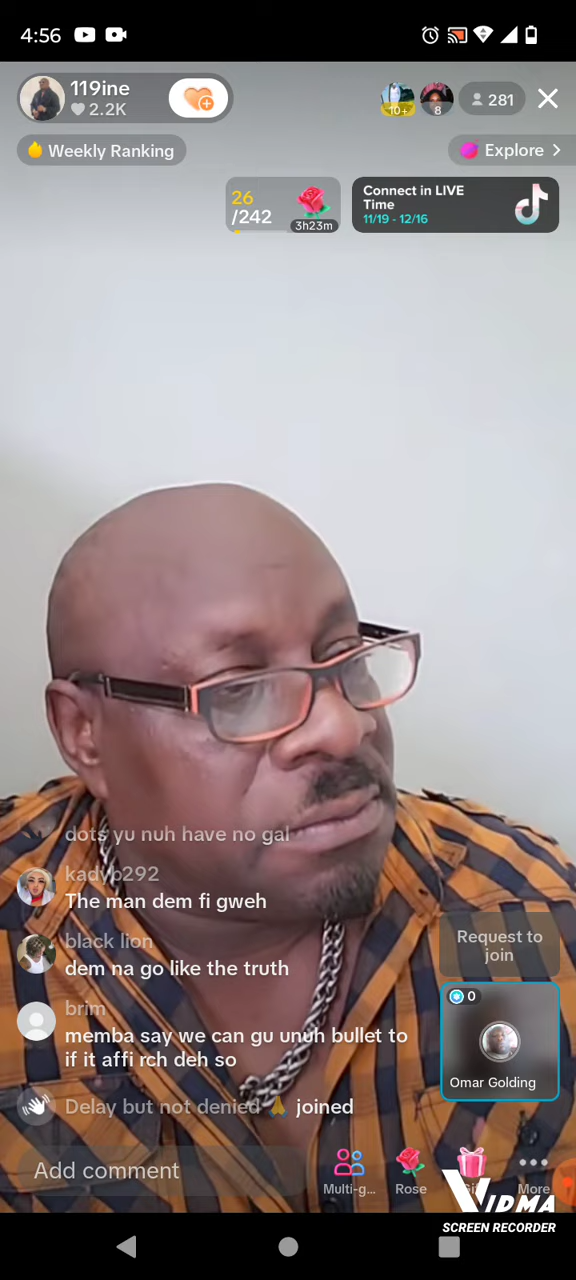 4:56
119ine
2.2K
10+
8
281
Weekly Ranking
Explore
26
/242
3h23m
Connect in LIVE
Time
11/19 - 12/16
dots yu nuh have no gal
kadyb292
The man dem fi gweh
black lion
dem na go like the truth
brim
memba say we can gu unuh bullet to
if it affi rch deh so
Delay but not denied🙏 joined
Request to
join
0
Omar Golding
Add comment
Multi-g...
Rose
More
VIDMA
SCREEN RECORDER